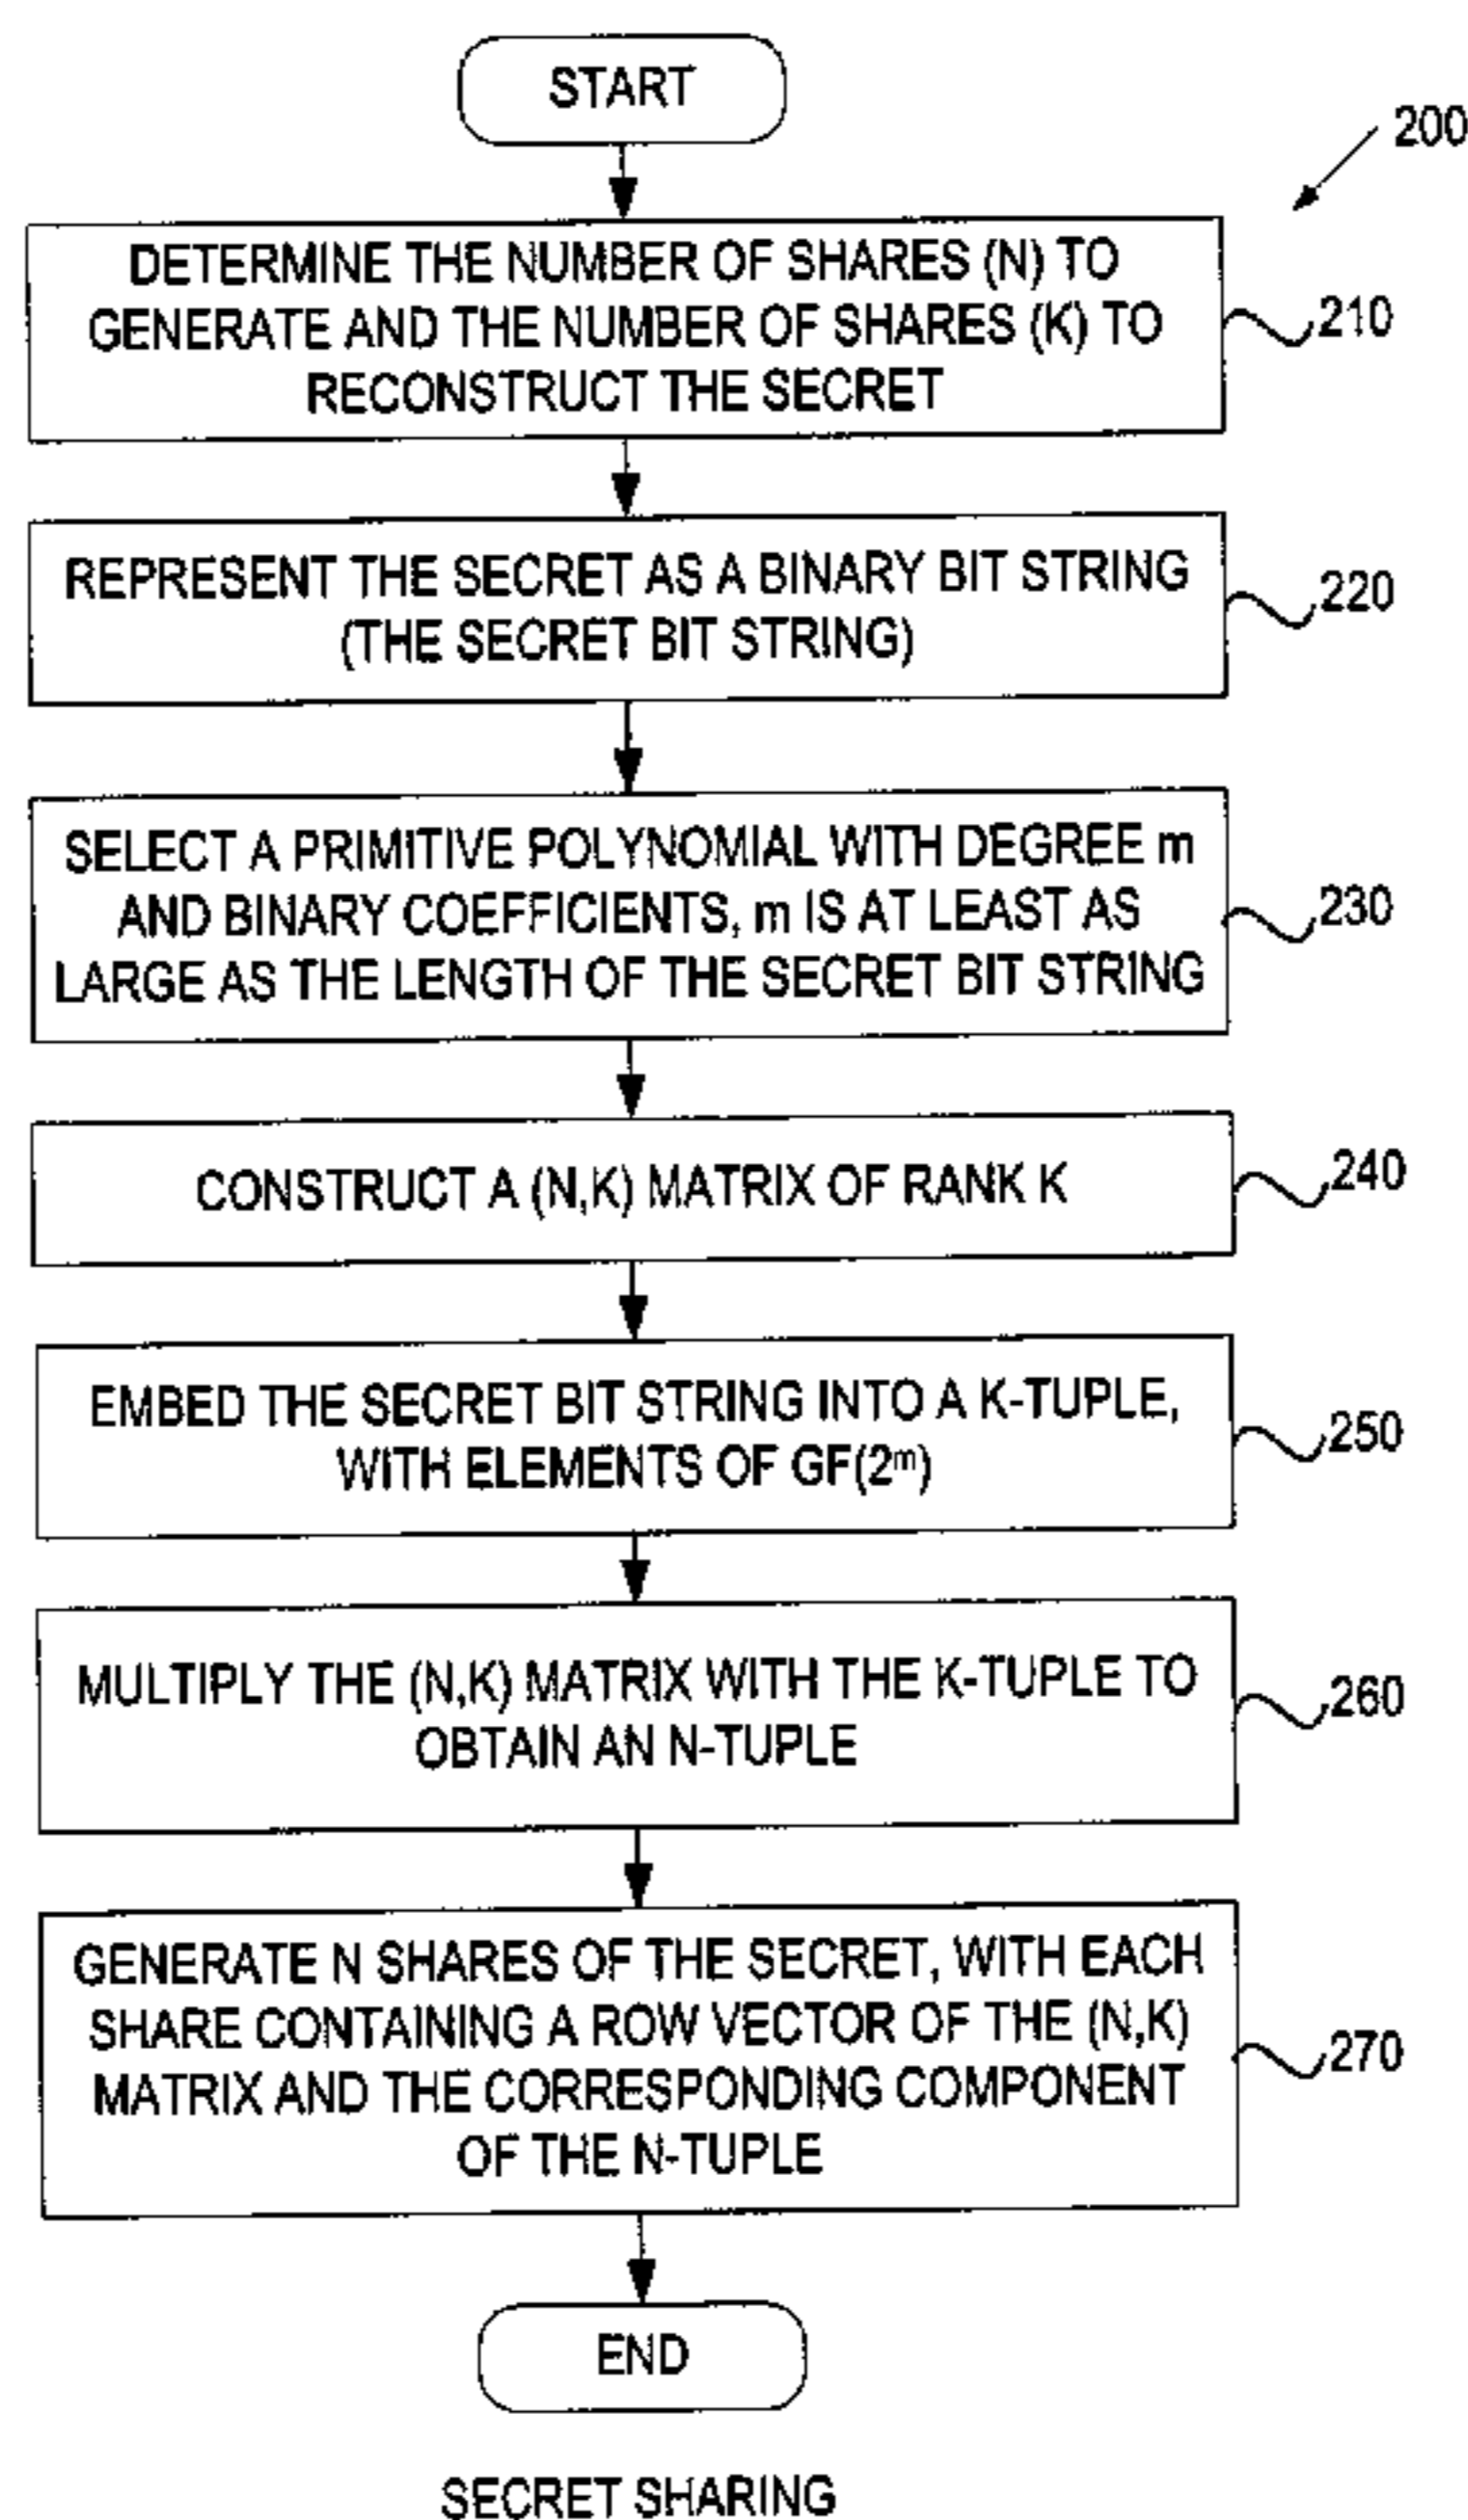 START
200
DETERMINE THE NUMBER OF SHARES (N) TO
GENERATE AND THE NUMBER OF SHARES (K) TO
RECONSTRUCT THE SECRET
210
REPRESENT THE SECRET AS A BINARY BIT STRING
(THE SECRET BIT STRING)
220
SELECT A PRIMITIVE POLYNOMIAL WITH DEGREE m
AND BINARY COEFFICIENTS, m IS AT LEAST AS
LARGE AS THE LENGTH OF THE SECRET BIT STRING
230
CONSTRUCT A (N,K) MATRIX OF RANK K
240
EMBED THE SECRET BIT STRING INTO A K-TUPLE,
WITH ELEMENTS OF GF(2ᵐ)
250
MULTIPLY THE (N,K) MATRIX WITH THE K-TUPLE TO
OBTAIN AN N-TUPLE
260
GENERATE N SHARES OF THE SECRET, WITH EACH
SHARE CONTAINING A ROW VECTOR OF THE (N,K)
MATRIX AND THE CORRESPONDING COMPONENT
OF THE N-TUPLE
270
END
SECRET SHARING